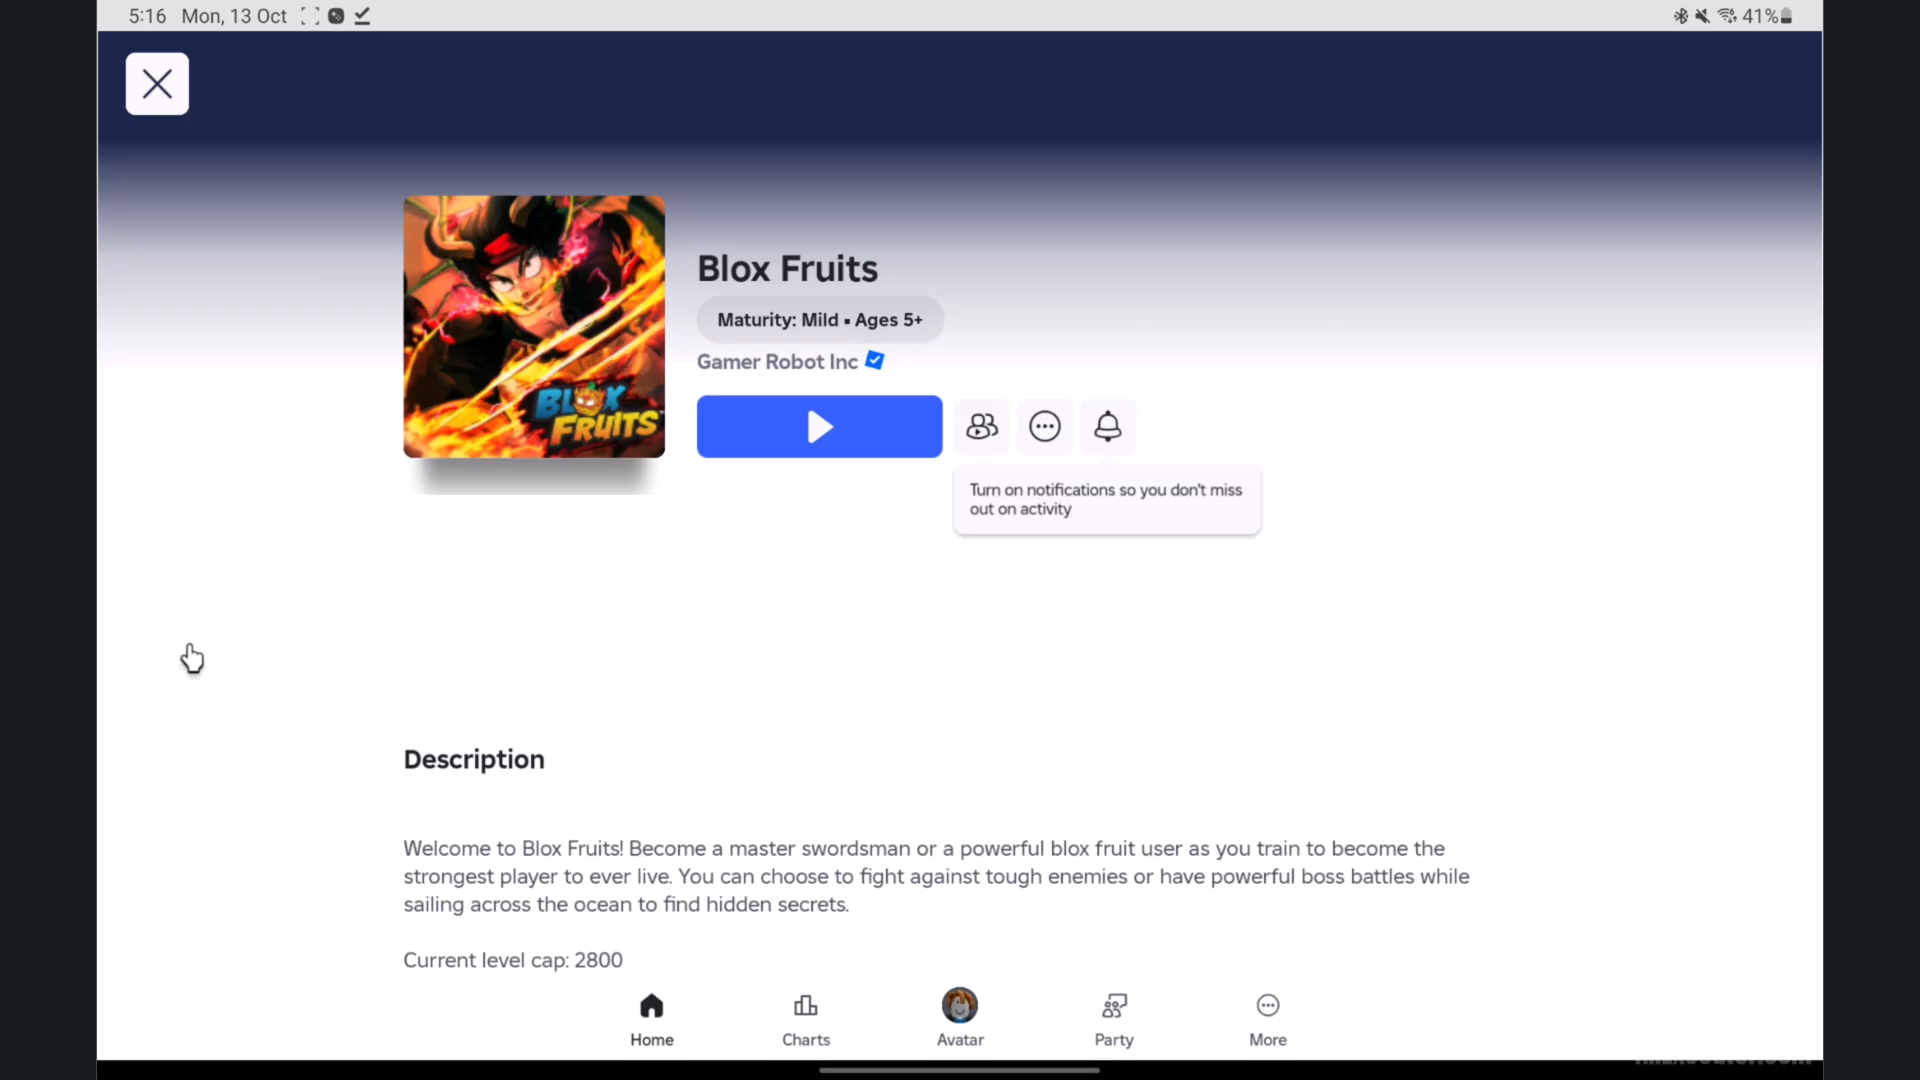 5:16 Mon, 13 Oct
41%
BLOX
FRUITS
Blox Fruits
Maturity: Mild ▪ Ages 5+
Gamer Robot Inc
Turn on notifications so you don't miss
out on activity
Description
Welcome to Blox Fruits! Become a master swordsman or a powerful blox fruit user as you train to become the
strongest player to ever live. You can choose to fight against tough enemies or have powerful boss battles while
sailing across the ocean to find hidden secrets.
Current level cap: 2800
Home
Charts
Avatar
Party
More